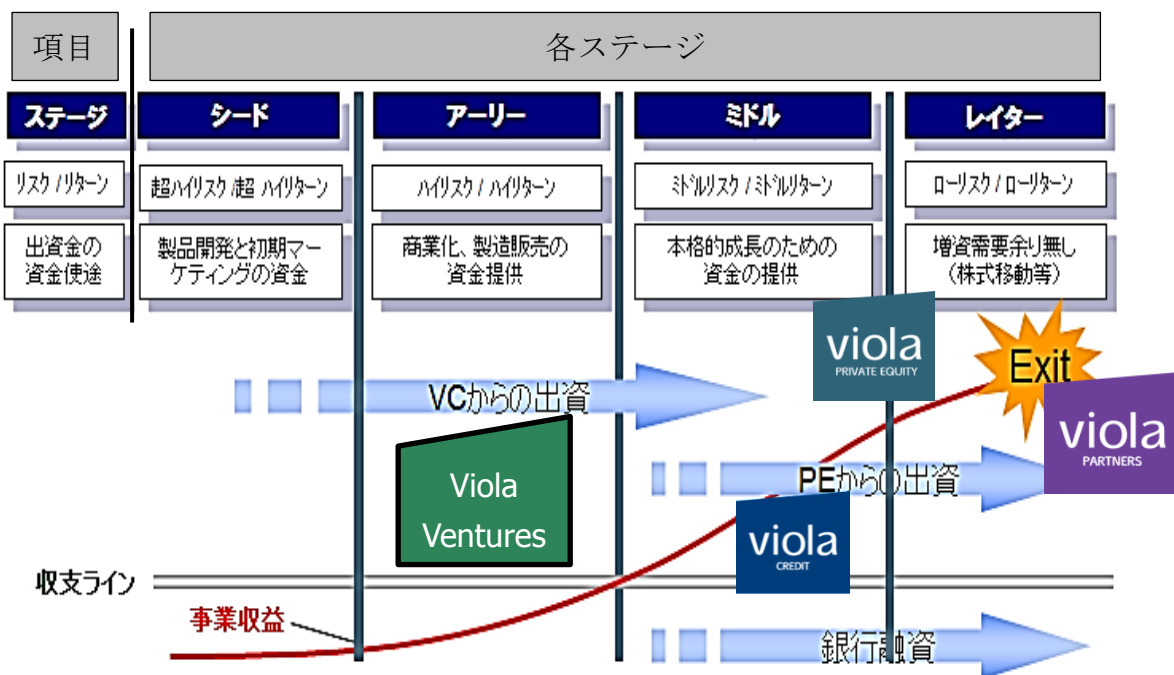 項目
各ステージ
ステージ
シード
アーリー
ミドル
レイター
リスク/リターン
超ハイリスク/超 ハイリターン
ハイリスク/ハイリターン
ミドルリスク/ミドルリターン
ローリスク/ローリターン
出資金の
資金使途
製品開発と初期マー
ケティングの資金
商業化、製造販売の
資金提供
本格的成長のための
資金の提供
増資需要余り無し
(株式移動等)
viola
PRIVATE EQUITY
Exit
VCからの出資
viola
PARTNERS
Viola
Ventures
PEからの出資
viola
CREDIT
収支ライン
事業収益
銀行融資